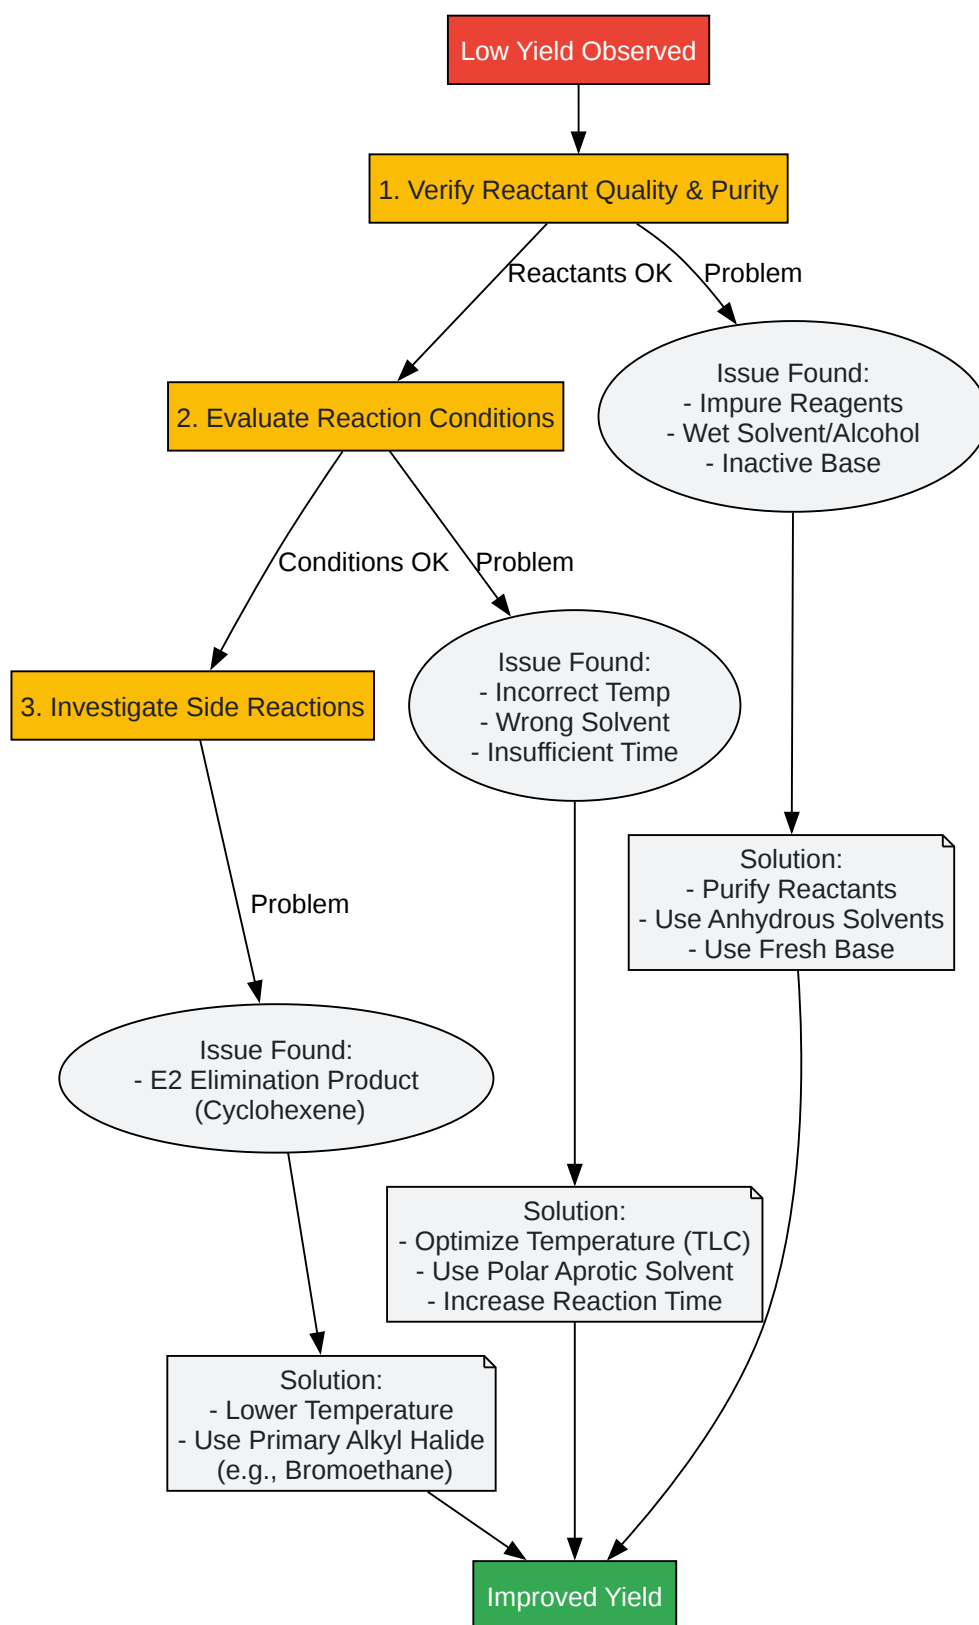 Low Yield Observed
1. Verify Reactant Quality & Purity
Reactants OK
Problem
Issue Found:
- Impure Reagents
- Wet Solvent/Alcohol
- Inactive Base
2. Evaluate Reaction Conditions
Conditions OK
Problem
Issue Found:
- Incorrect Temp
- Wrong Solvent
- Insufficient Time
3. Investigate Side Reactions
Problem
Solution:
- Purify Reactants
- Use Anhydrous Solvents
- Use Fresh Base
Issue Found:
- E2 Elimination Product
(Cyclohexene)
Solution:
- Optimize Temperature (TLC)
- Use Polar Aprotic Solvent
- Increase Reaction Time
Solution:
- Lower Temperature
- Use Primary Alkyl Halide
(e.g., Bromoethane)
Improved Yield